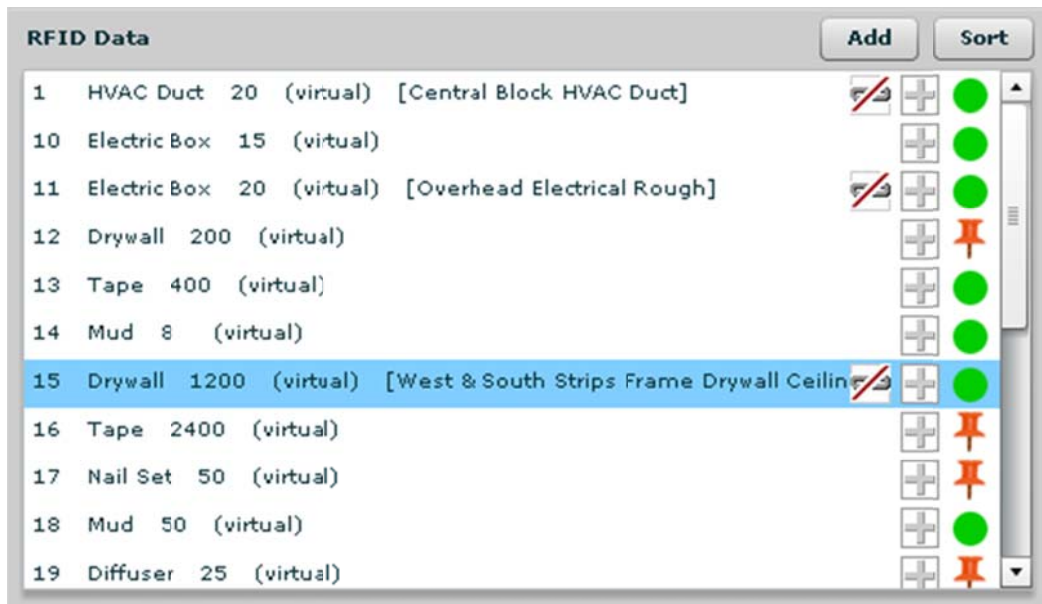 RFID Data Add Sort
1 HVAC Duct 20 (virtual) [Central Block HVAC Duct]
10 Electric Box 15 (virtual)
11 Electric Box 20 (virtual) [Overhead Electrical Rough]
12 Drywall 200 (virtual)
13 Tape 400 (virtual)
14 Mud 8 (virtual)
15 Drywall 1200 (virtual) [West & South Strips Frame Drywall Ceilin
16 Tape 2400 (virtual)
17 Nail Set 50 (virtual)
18 Mud 50 (virtual)
19 Diffuser 25 (virtual)